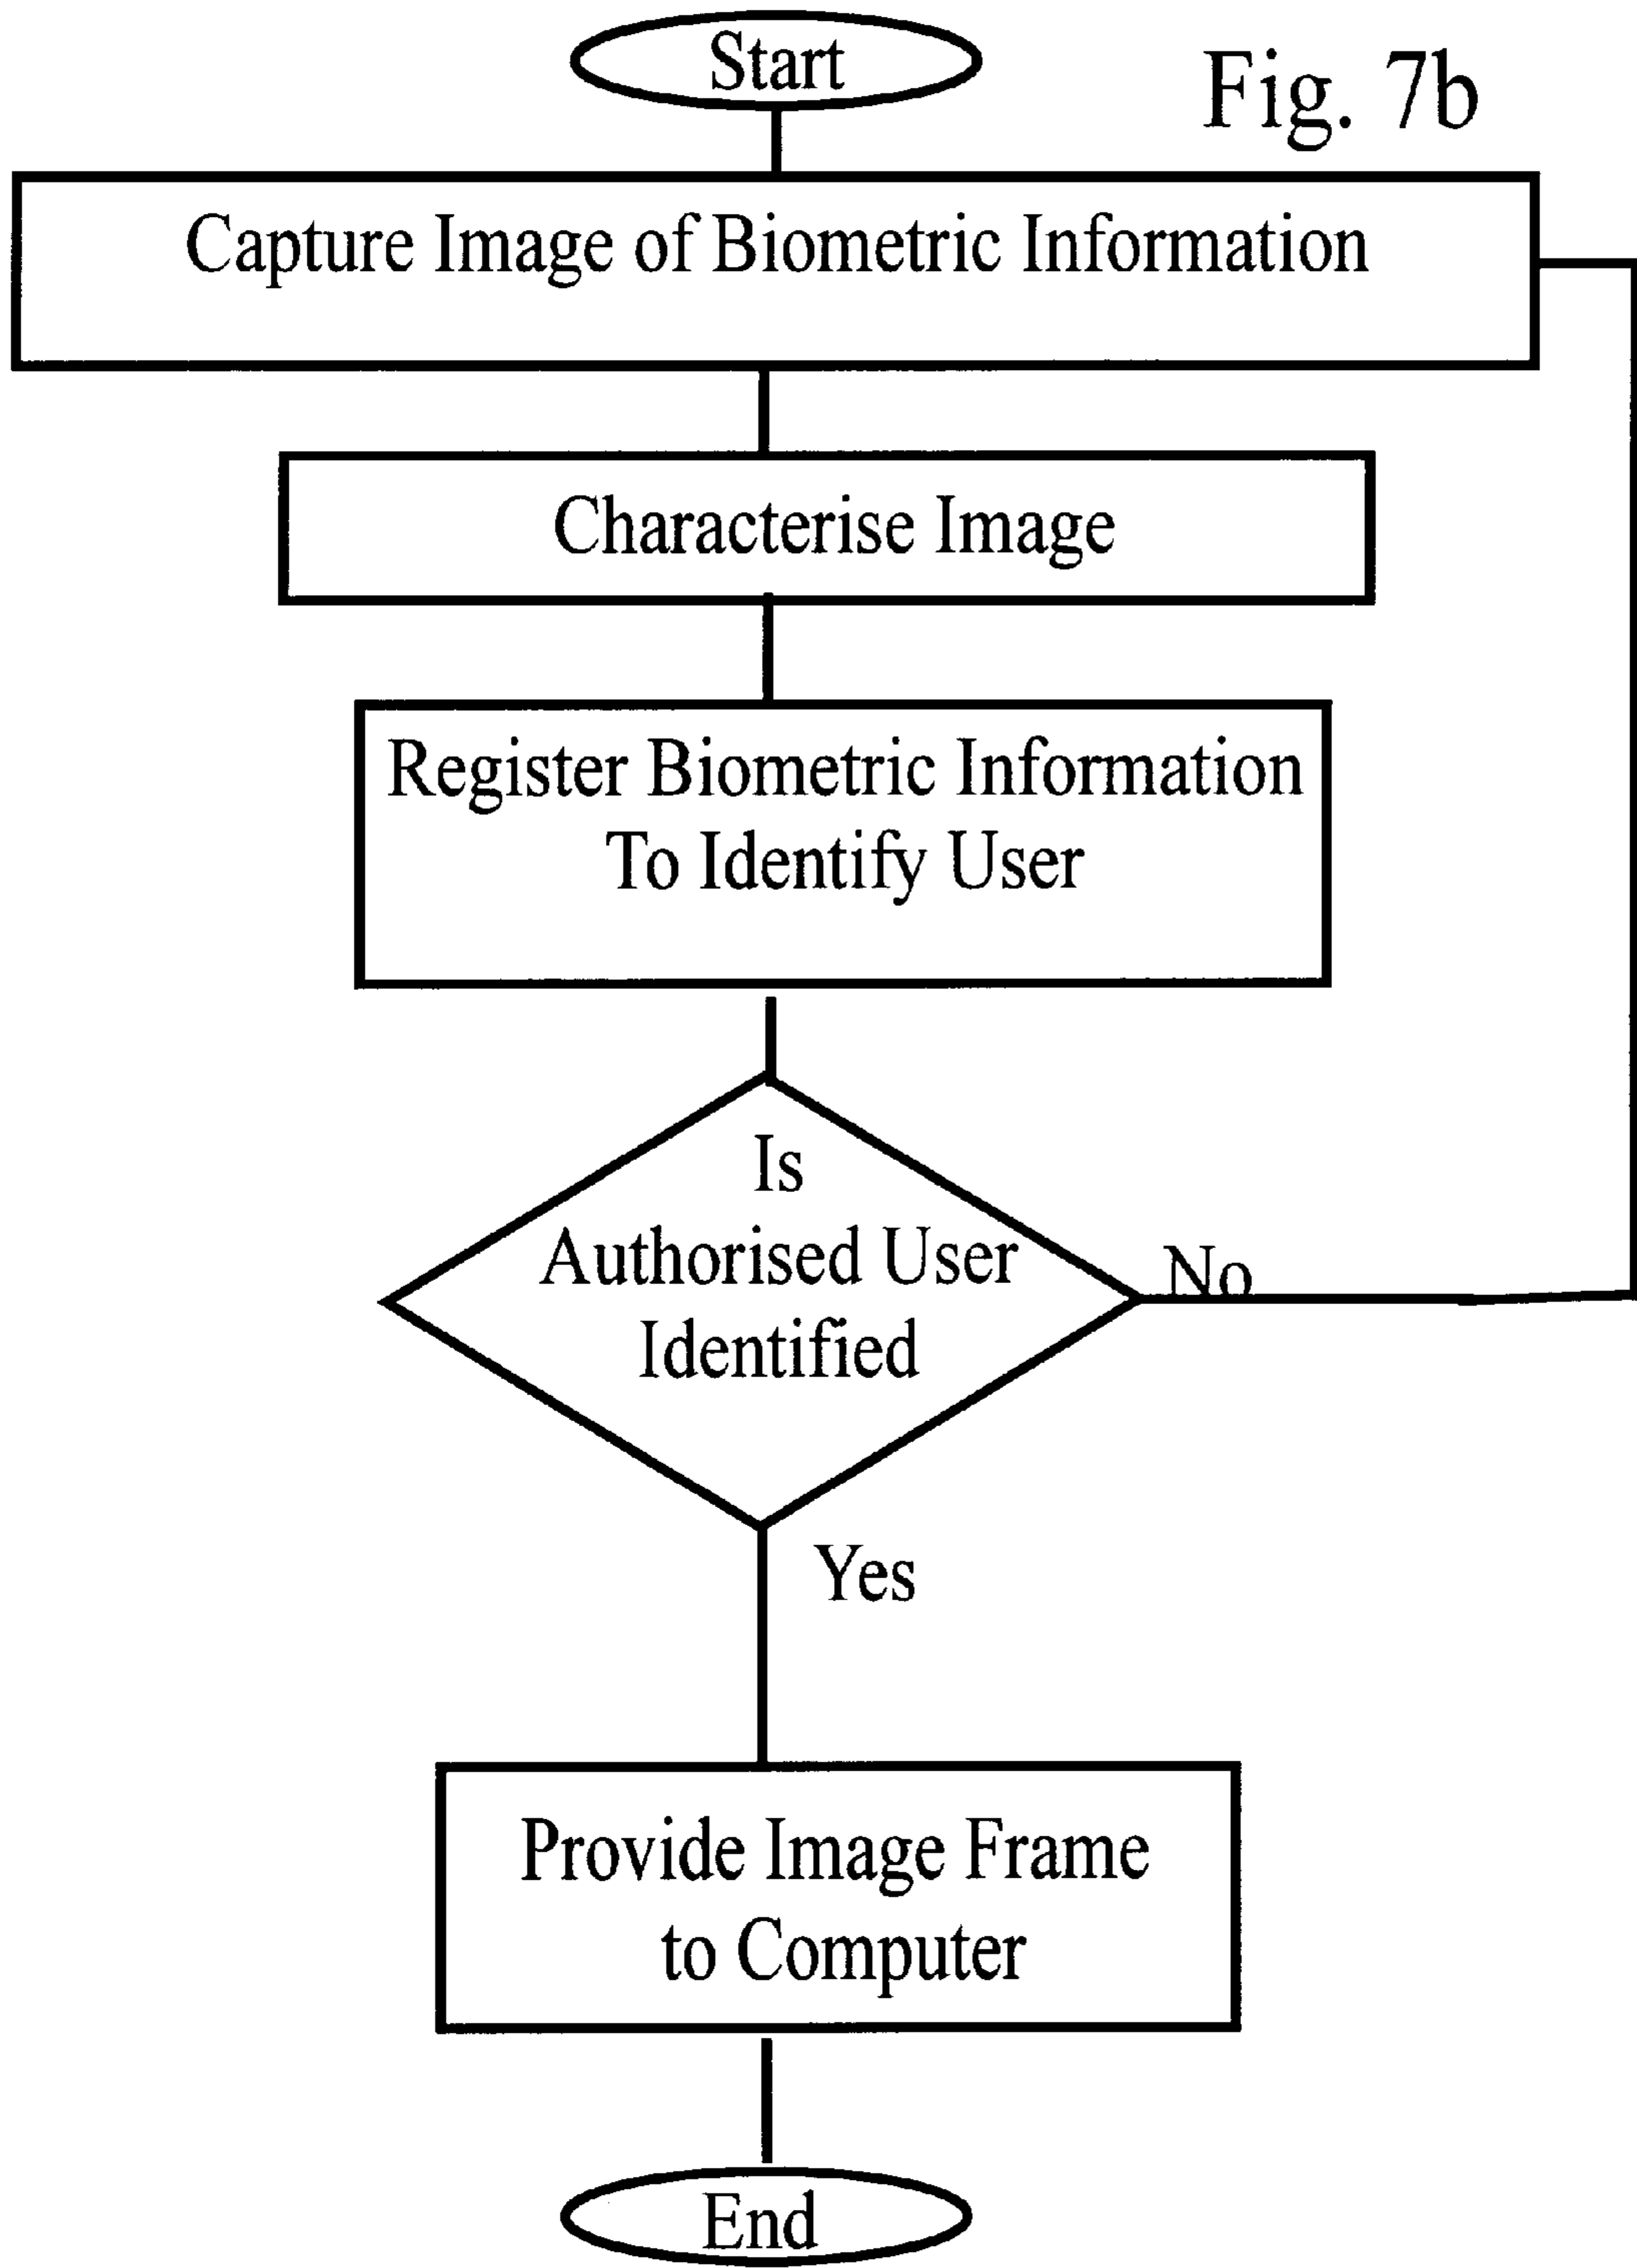 Start
Fig. 7b
Capture Image of Biometric Information
Characterise Image
Register Biometric Information
To Identify User
Is
Authorised User
Identified
No
Yes
Provide Image Frame
to Computer
End